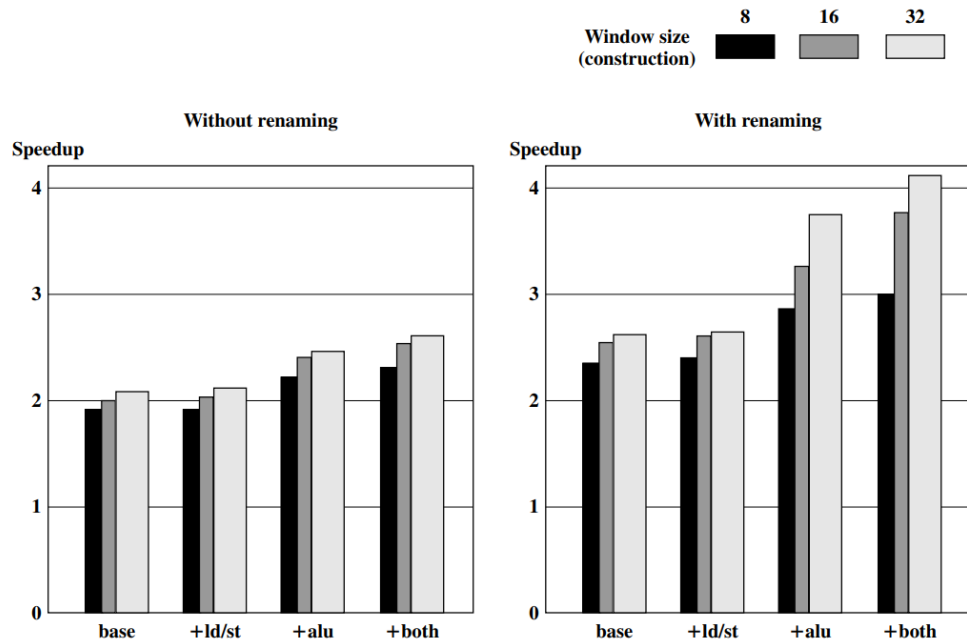 8 16 32
Window size
(construction)
Without renaming
With renaming
Speedup
4
3
2
1
0
base +ld/st +alu +both
Speedup
4
3
2
1
0
base +ld/st +alu +both